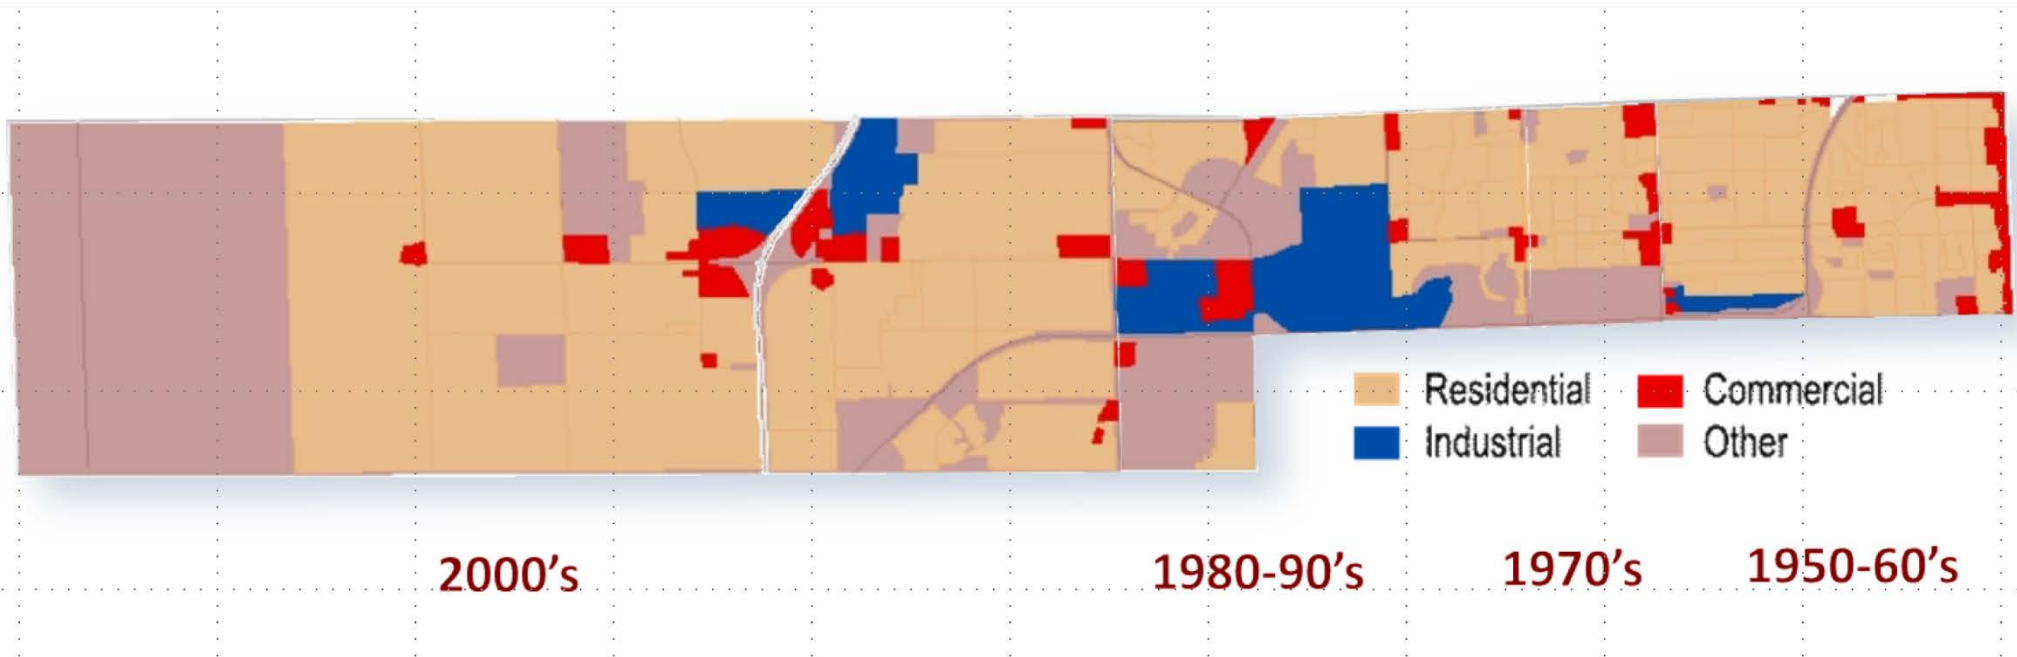 Residential
Commercial
Industrial
Other
2000’s
1980-90’s
1970’s
1950-60’s